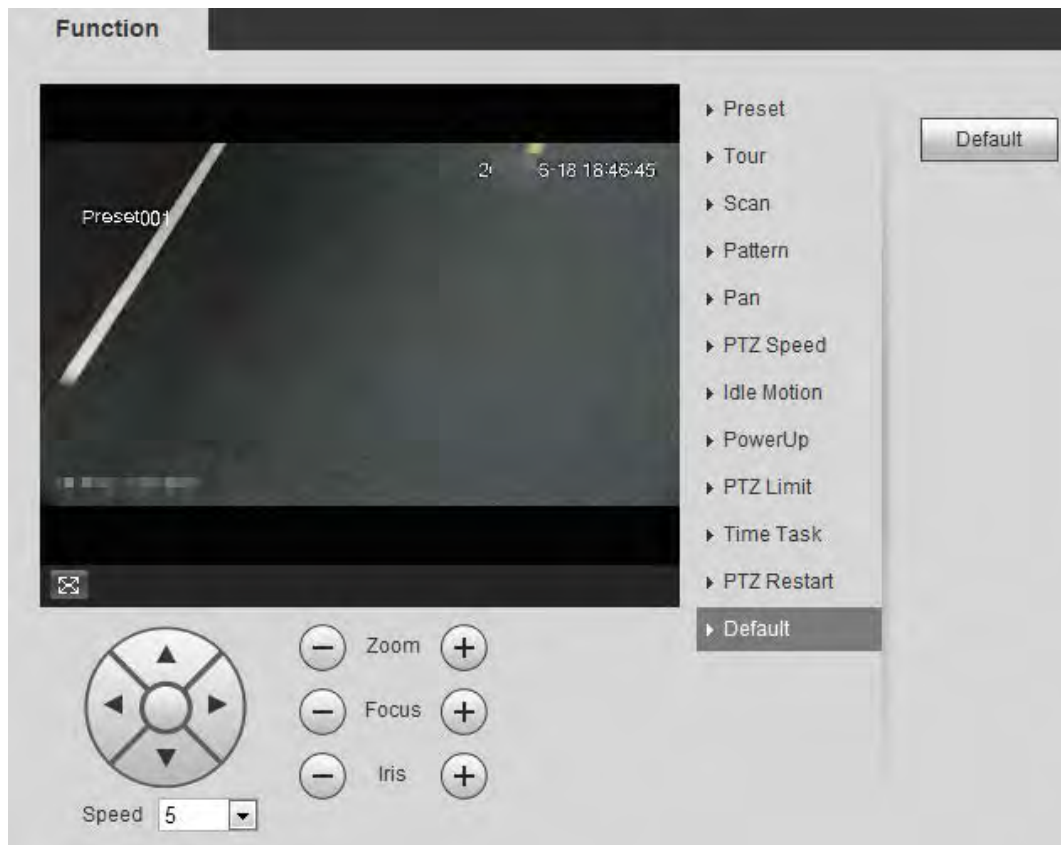 Function
6-18 18:46:45
Preset001
Preset
Tour
Scan
Pattern
Pan
PTZ Speed
Idle Motion
PowerUp
PTZ Limit
Time Task
PTZ Restart
Default
Default
Zoom
Focus
Iris
Speed 5